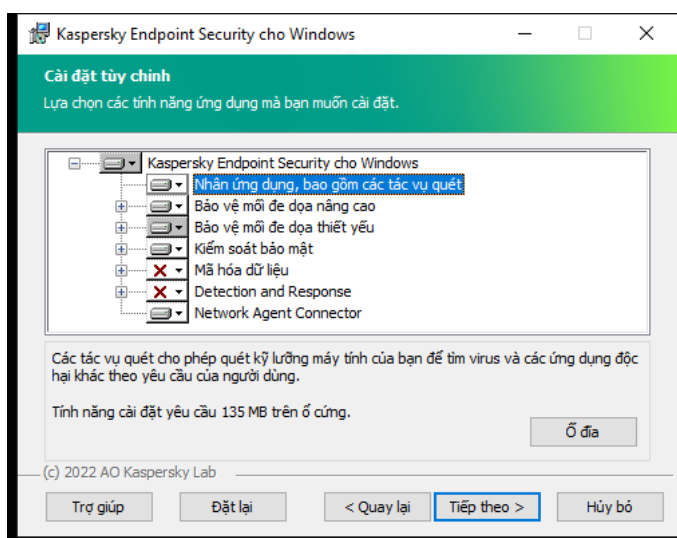 Kaspersky Endpoint Security cho Windows
Cài đặt tùy chỉnh
Lựa chọn các tính năng ứng dụng mà bạn muốn cài đặt.
Kaspersky Endpoint Security cho Windows
Nhân ứng dụng, bao gồm các tác vụ quét
Bảo vệ mối đe dọa nâng cao
Bảo vệ mối đe dọa thiết yếu
Kiểm soát bảo mật
Mã hóa dữ liệu
Detection and Response
Network Agent Connector
Các tác vụ quét cho phép quét kỹ lưỡng máy tính của bạn để tìm virus và các ứng dụng độc
hại khác theo yêu cầu của người dùng.
Tính năng cài đặt yêu cầu 135 MB trên ổ cứng.
Ổ đĩa
(c) 2022 AO Kaspersky Lab
Trợ giúp Đặt lại < Quay lại Tiếp theo > Hủy bỏ